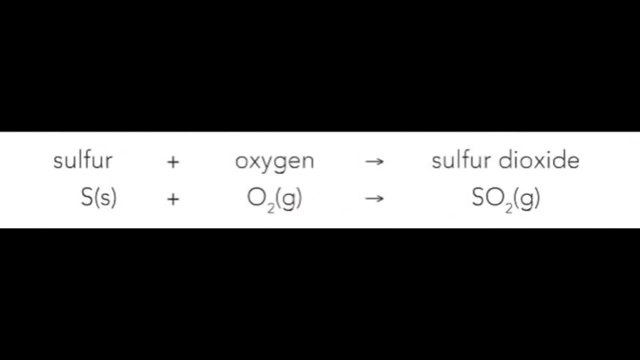 sulfur + oxygen → sulfur dioxide
S(s) + O₂(g) → SO₂(g)